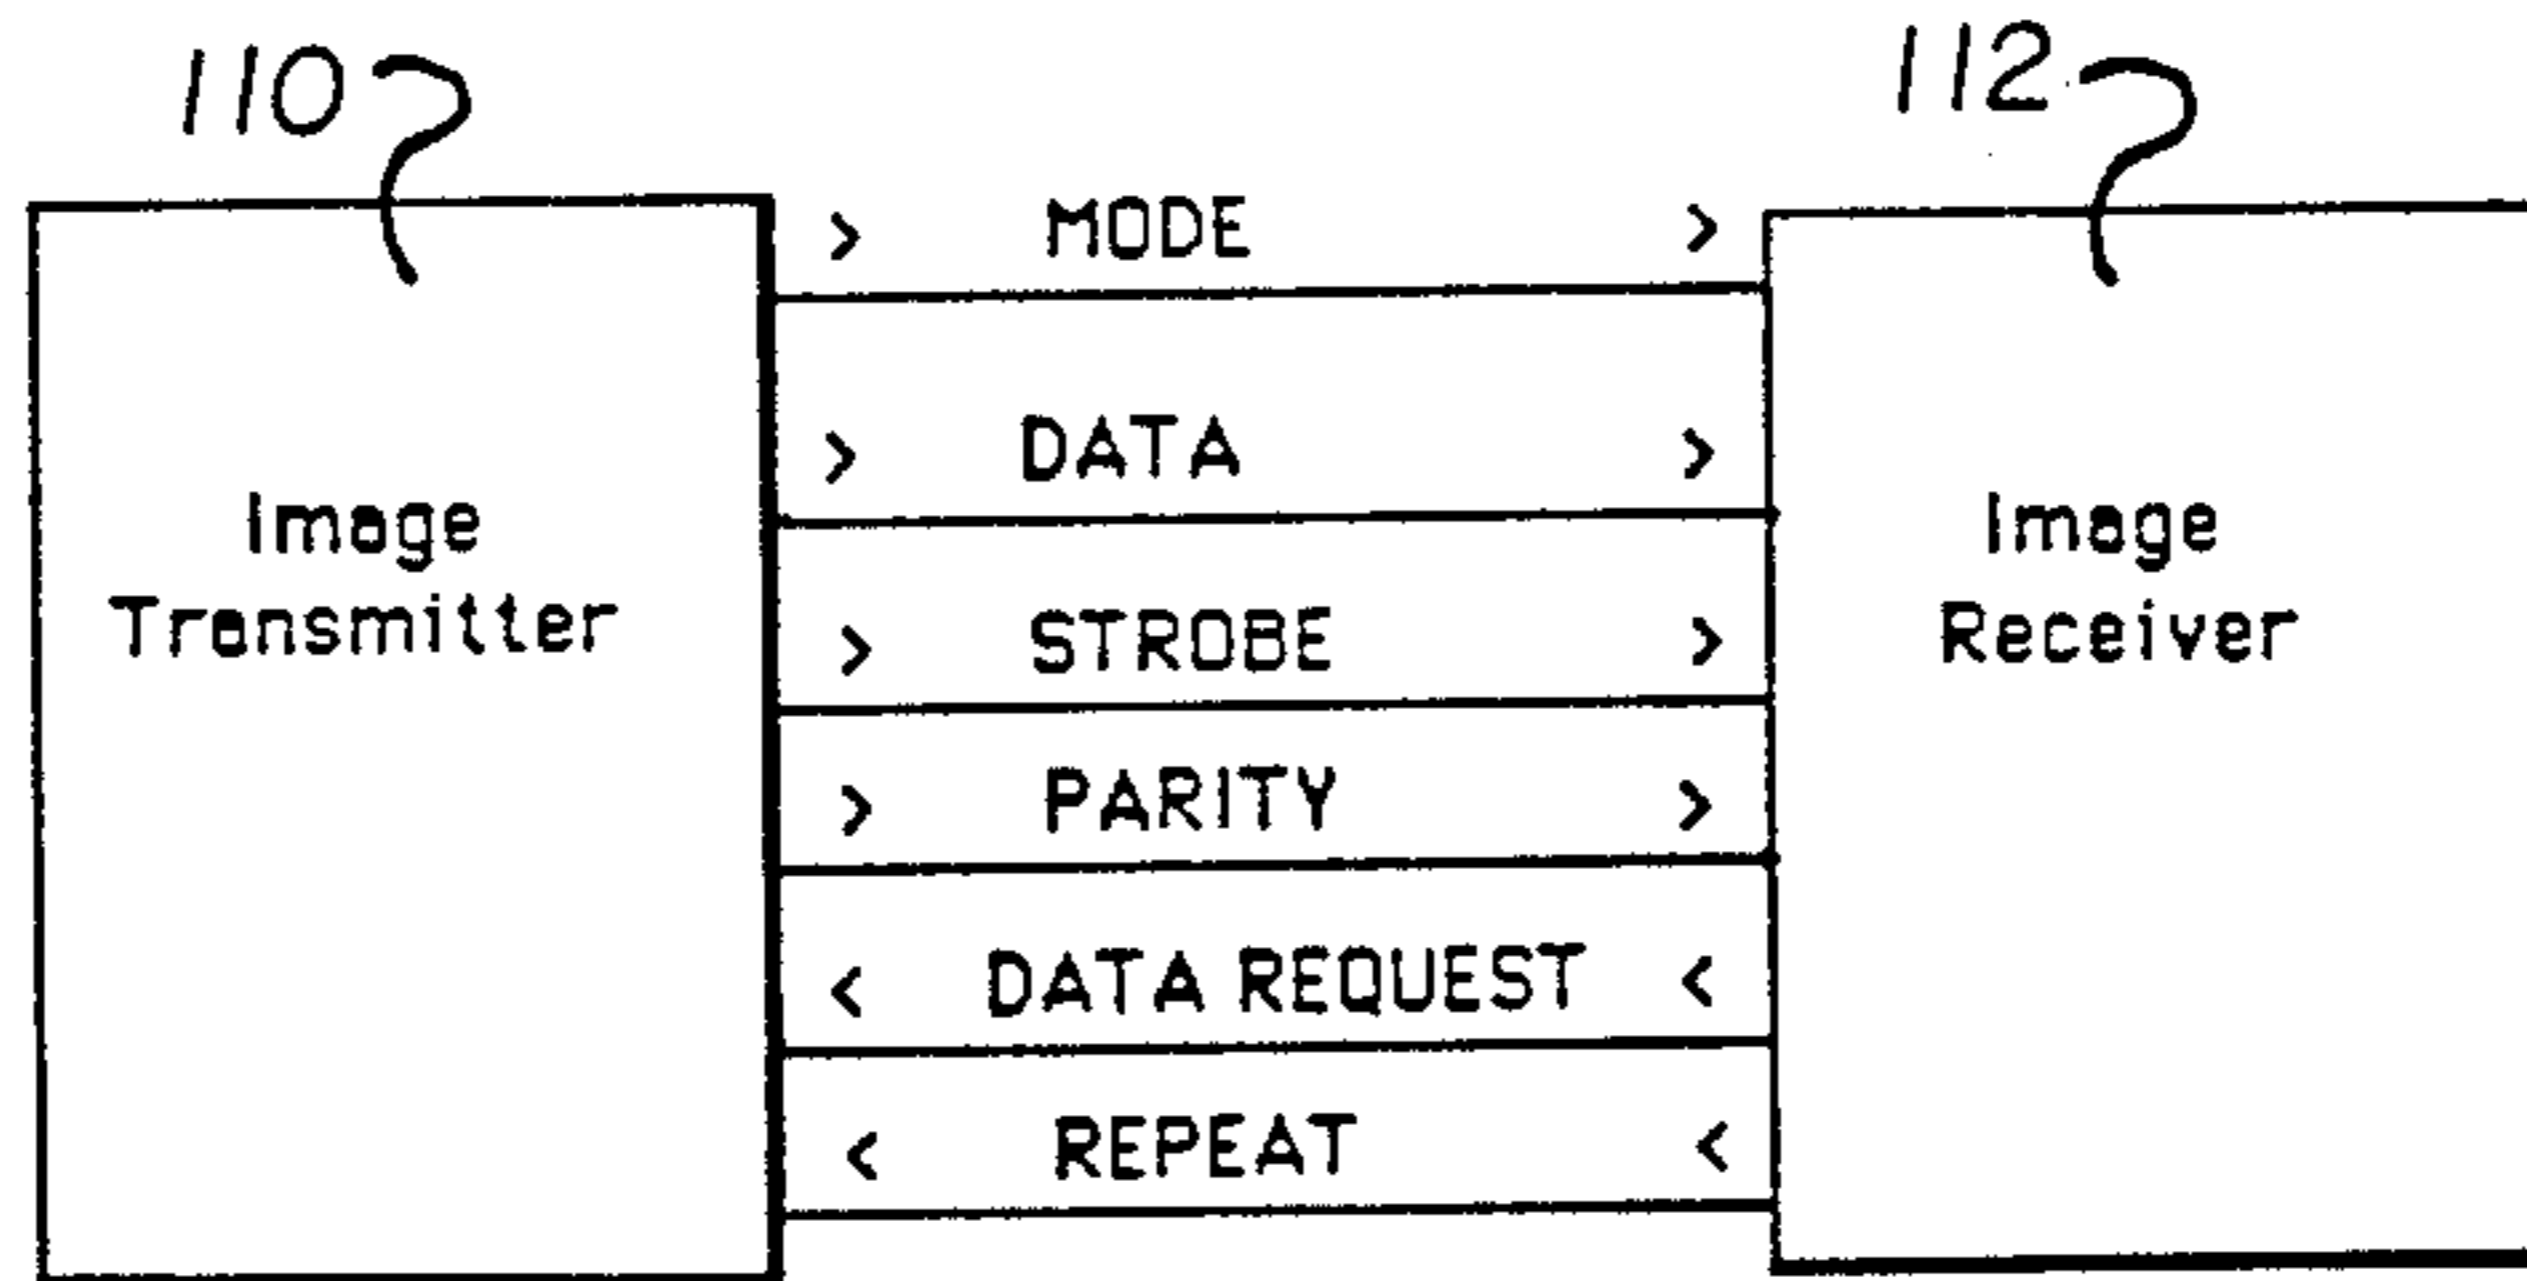 110
112
> MODE >
> DATA >
Image
Transmitter
Image
Receiver
> STROBE >
> PARITY >
< DATA REQUEST <
< REPEAT <